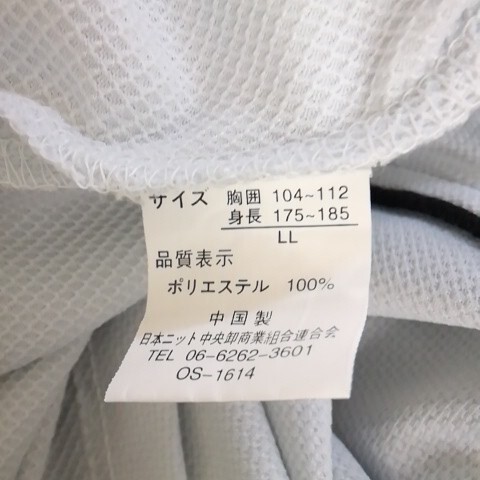 サイズ 胸囲 104~112
身長 175~185
LL
品質表示
ポリエステル 100%
中国製
日本ニット中央卸商業組合連合会
TEL 06-6262-3601
OS-1614